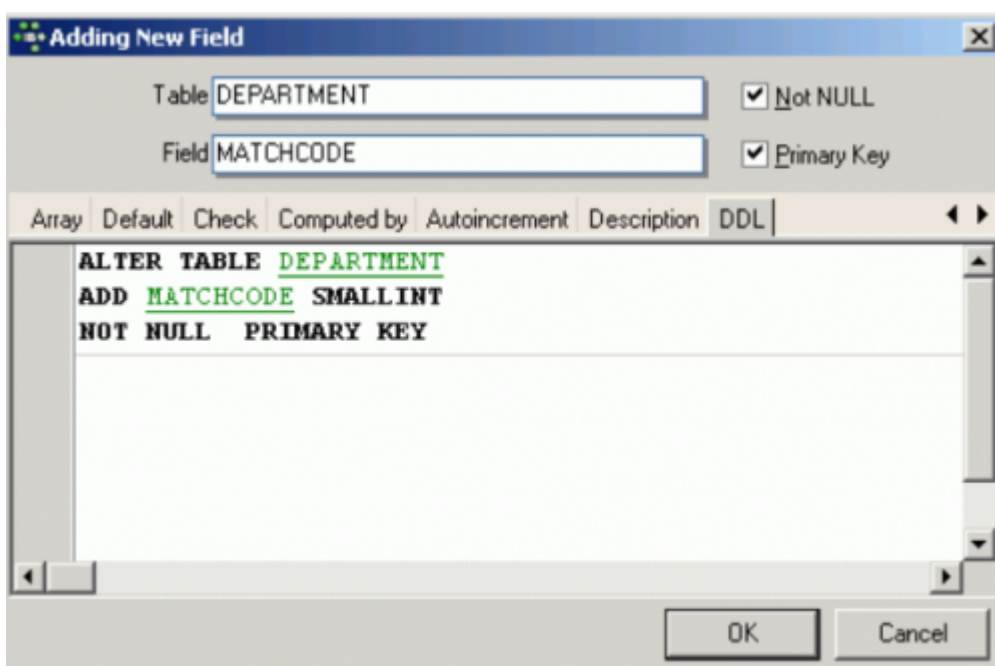 Adding New Field
Table DEPARTMENT
Not NULL
Field MATCHCODE
Primary Key
Array Default Check Computed by Autoincrement Description DDL
ALTER TABLE DEPARTMENT
ADD MATCHCODE SMALLINT
NOT NULL PRIMARY KEY
OK Cancel